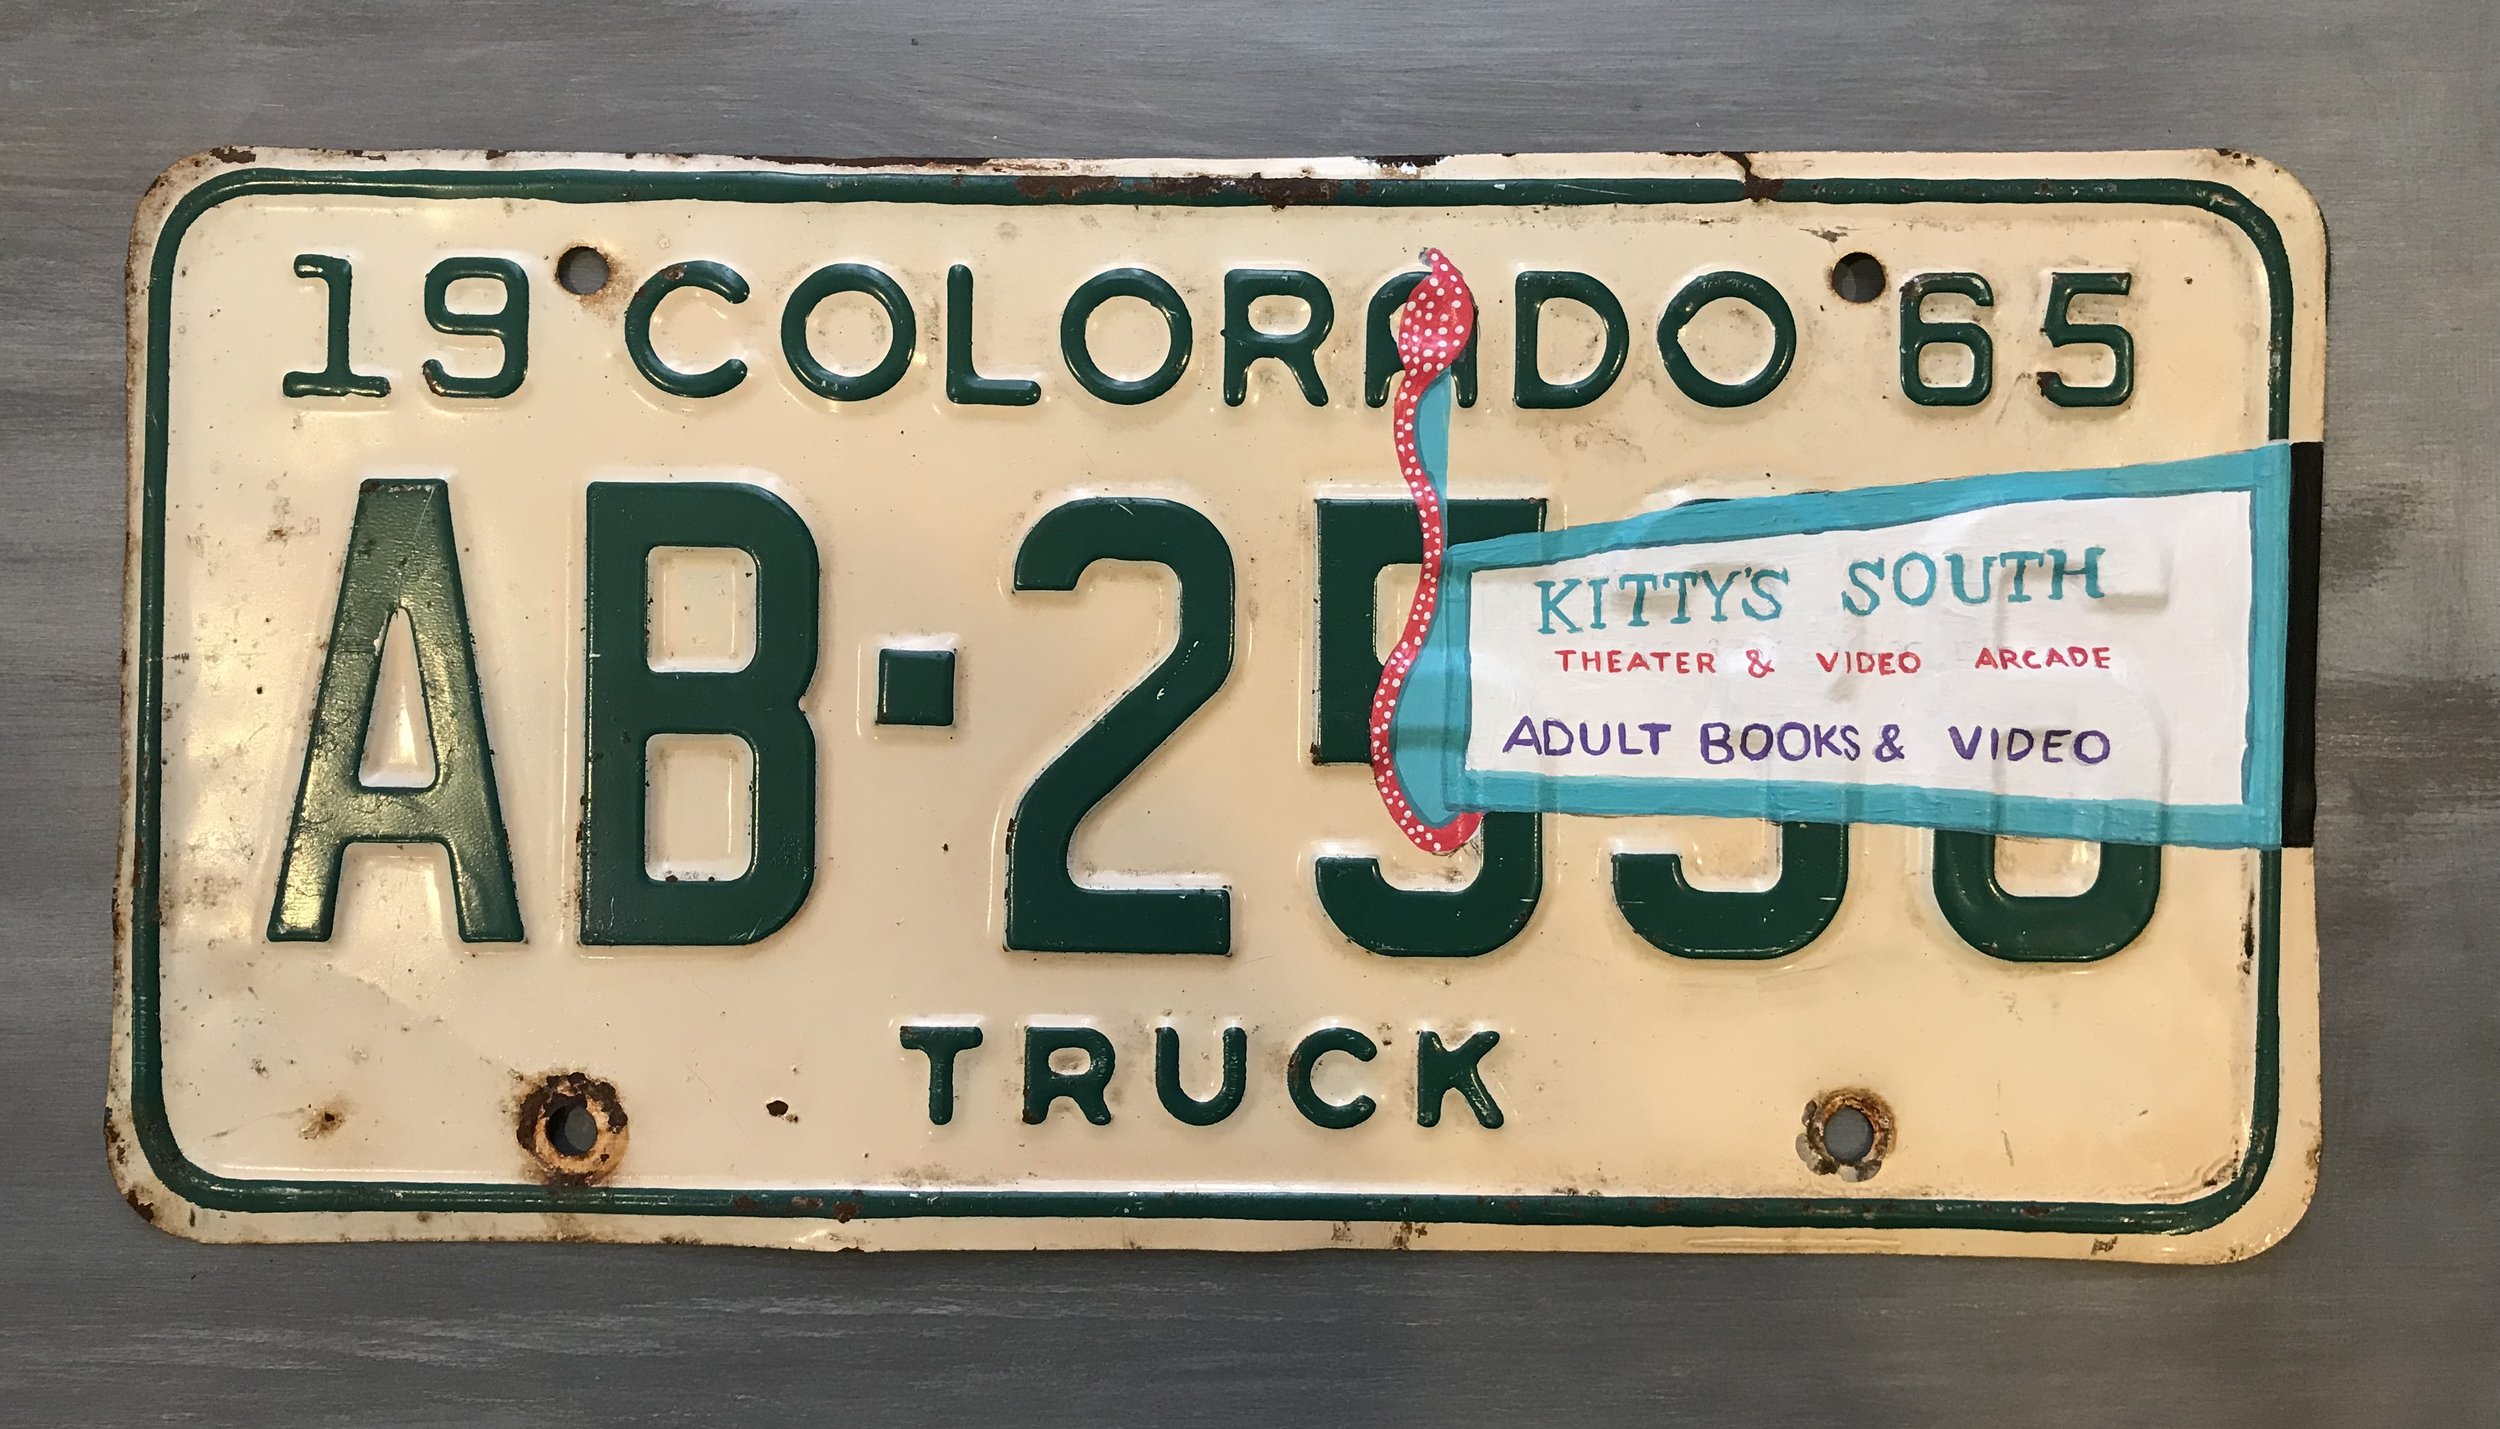 19 COLORADO 65
AB-25
KITTY'S SOUTH
THEATER & VIDEO ARCADE
ADULT BOOKS & VIDEO
TRUCK